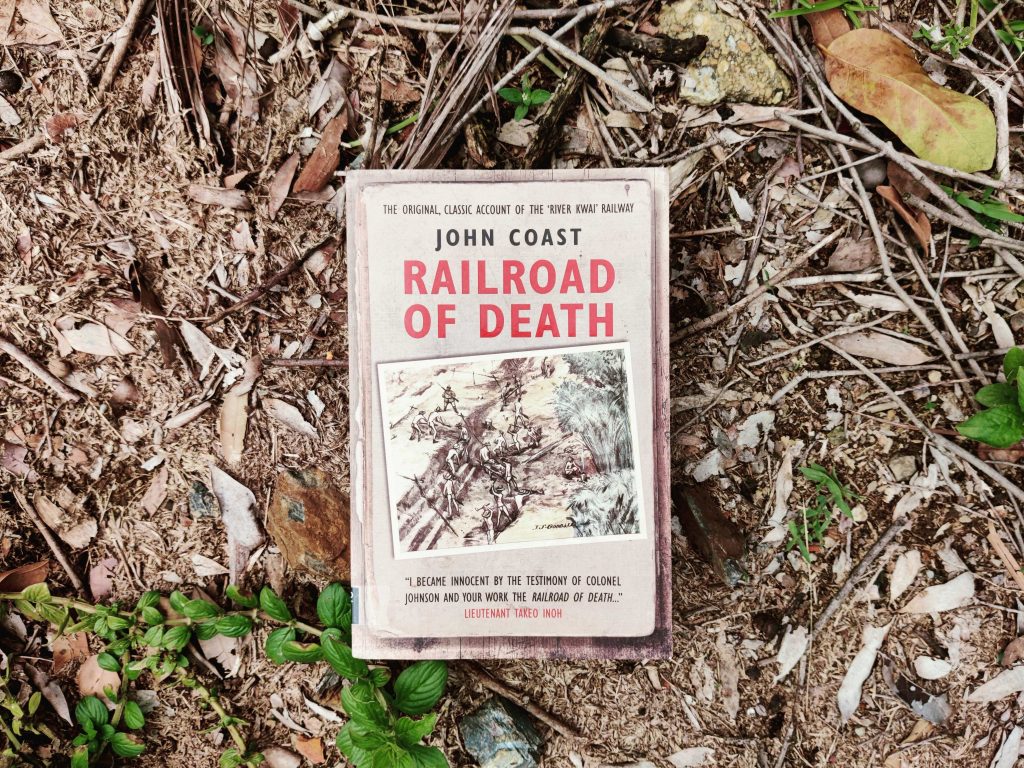 THE ORIGINAL, CLASSIC ACCOUNT OF THE 'RIVER KWAI' RAILWAY
JOHN COAST
RAILROAD
OF DEATH
"I BECAME INNOCENT BY THE TESTIMONY OF COLONEL
JOHNSON AND YOUR WORK THE RAILROAD OF DEATH..."
LIEUTENANT TAKEO INOH